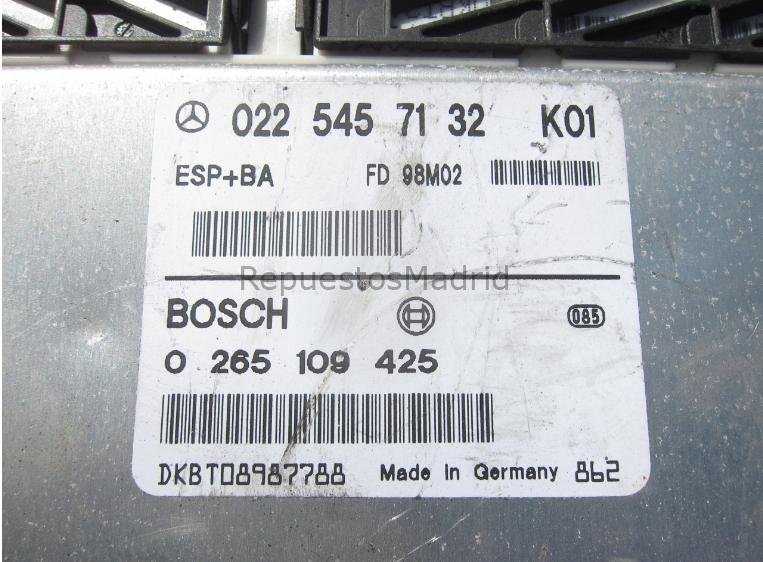 022 545 71 32 K01
ESP+BA FD 98M02
RepuestosMadrid
BOSCH 085
0 265 109 425
DKBT08987788 Made in Germany 862